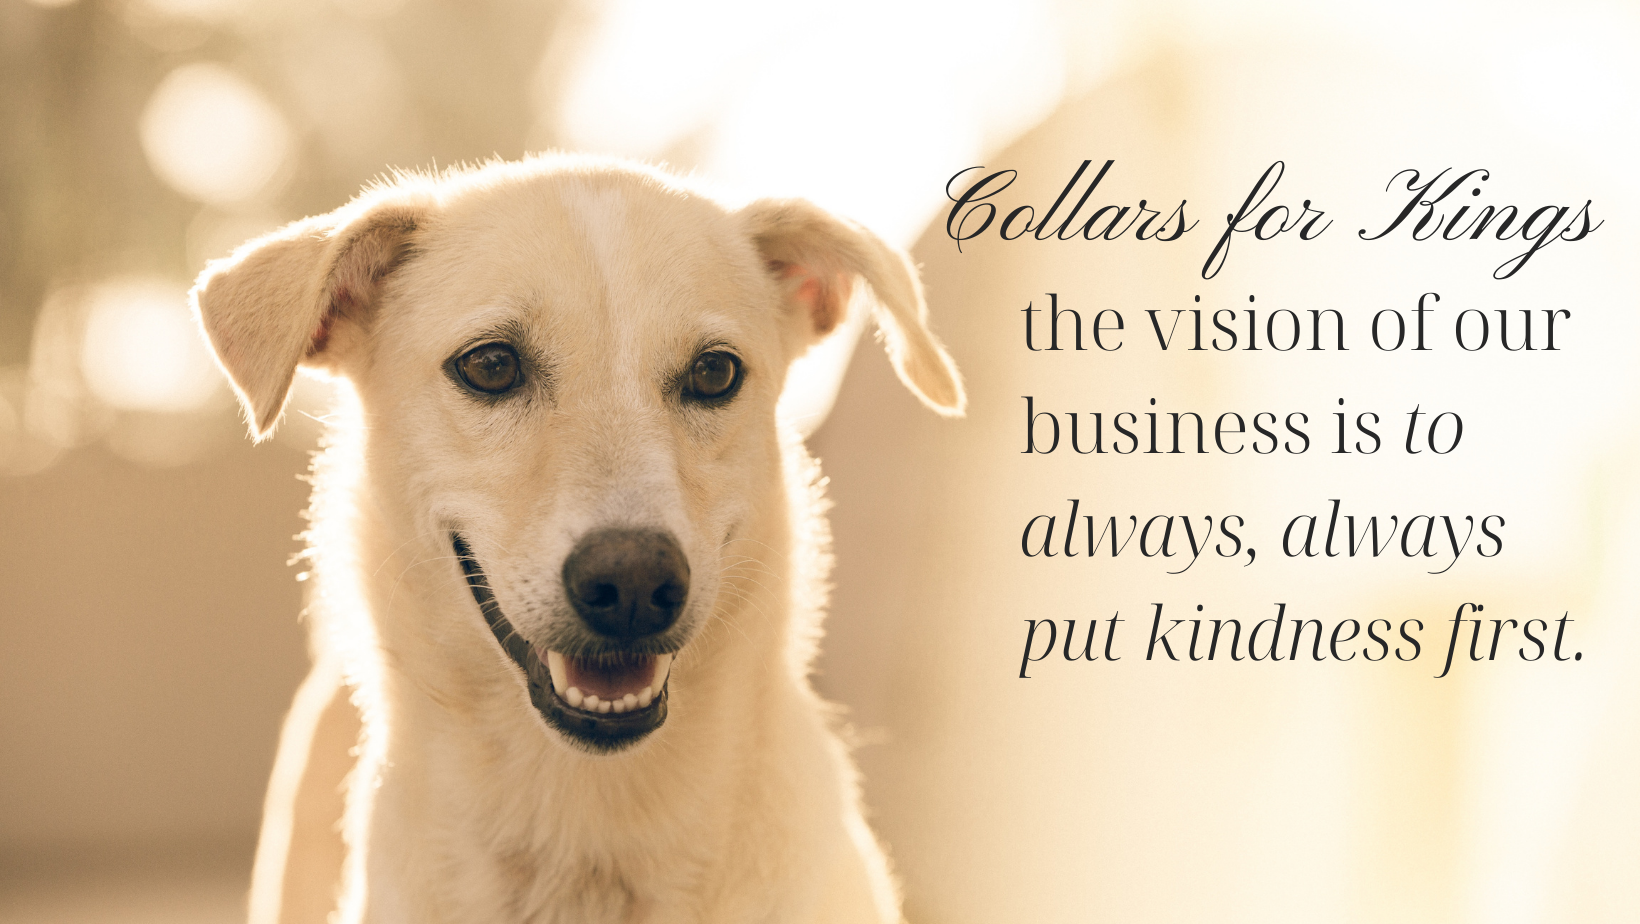 Collars for Kings
the vision of our
business is to
always, always
put kindness first.